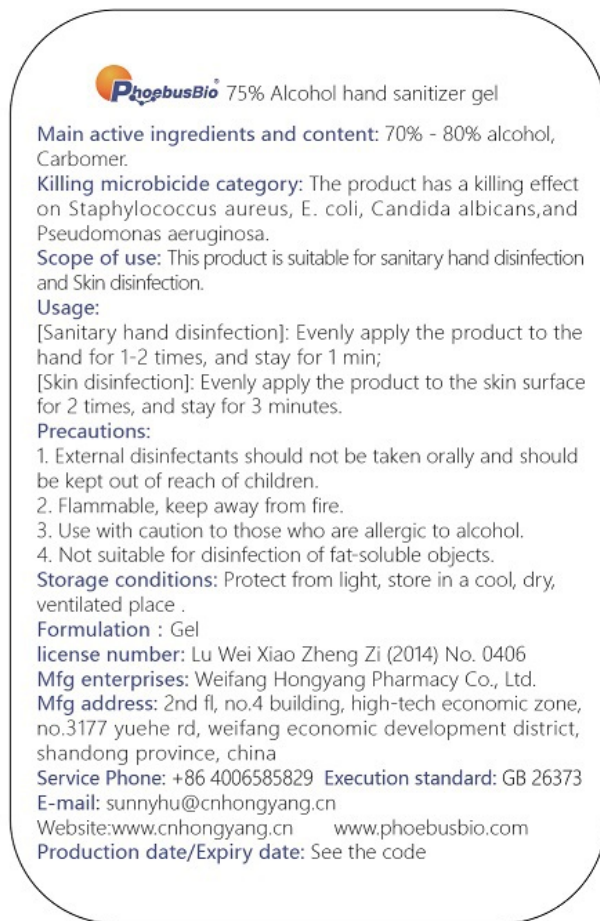 PhoebusBio® 75% Alcohol hand sanitizer gel
Main active ingredients and content: 70% - 80% alcohol,
Carbomer.
Killing microbicide category: The product has a killing effect
on Staphylococcus aureus, E. coli, Candida albicans,and
Pseudomonas aeruginosa.
Scope of use: This product is suitable for sanitary hand disinfection
and Skin disinfection.
Usage:
[Sanitary hand disinfection]: Evenly apply the product to the
hand for 1-2 times, and stay for 1 min;
[Skin disinfection]: Evenly apply the product to the skin surface
for 2 times, and stay for 3 minutes.
Precautions:
1. External disinfectants should not be taken orally and should
be kept out of reach of children.
2. Flammable, keep away from fire.
3. Use with caution to those who are allergic to alcohol.
4. Not suitable for disinfection of fat-soluble objects.
Storage conditions: Protect from light, store in a cool, dry,
ventilated place .
Formulation : Gel
license number: Lu Wei Xiao Zheng Zi (2014) No. 0406
Mfg enterprises: Weifang Hongyang Pharmacy Co., Ltd.
Mfg address: 2nd fl, no.4 building, high-tech economic zone,
no.3177 yuehe rd, weifang economic development district,
shandong province, china
Service Phone: +86 4006585829 Execution standard: GB 26373
E-mail: sunnyhu@cnhongyang.cn
Website:www.cnhongyang.cn www.phoebusbio.com
Production date/Expiry date: See the code